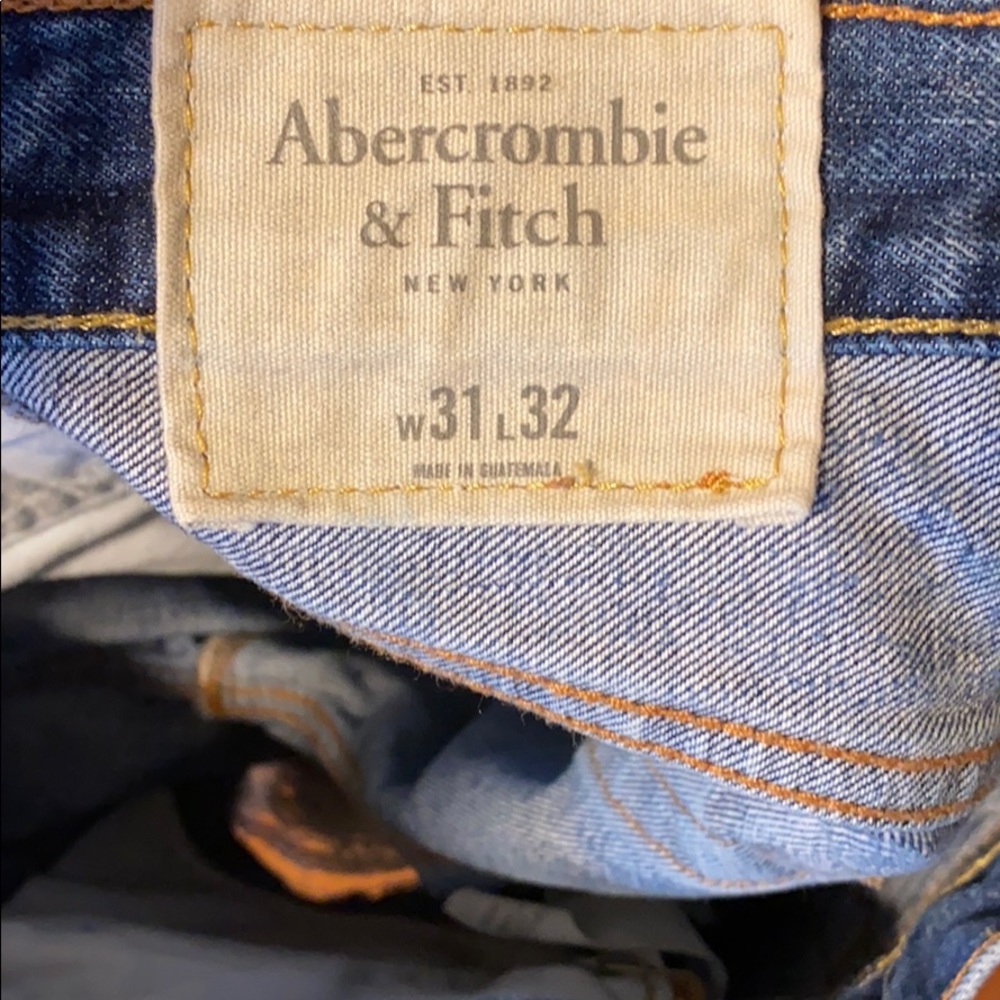 EST. 1892
Abercrombie
& Fitch
NEW YORK
W31 L32
MADE IN GUATEMALA